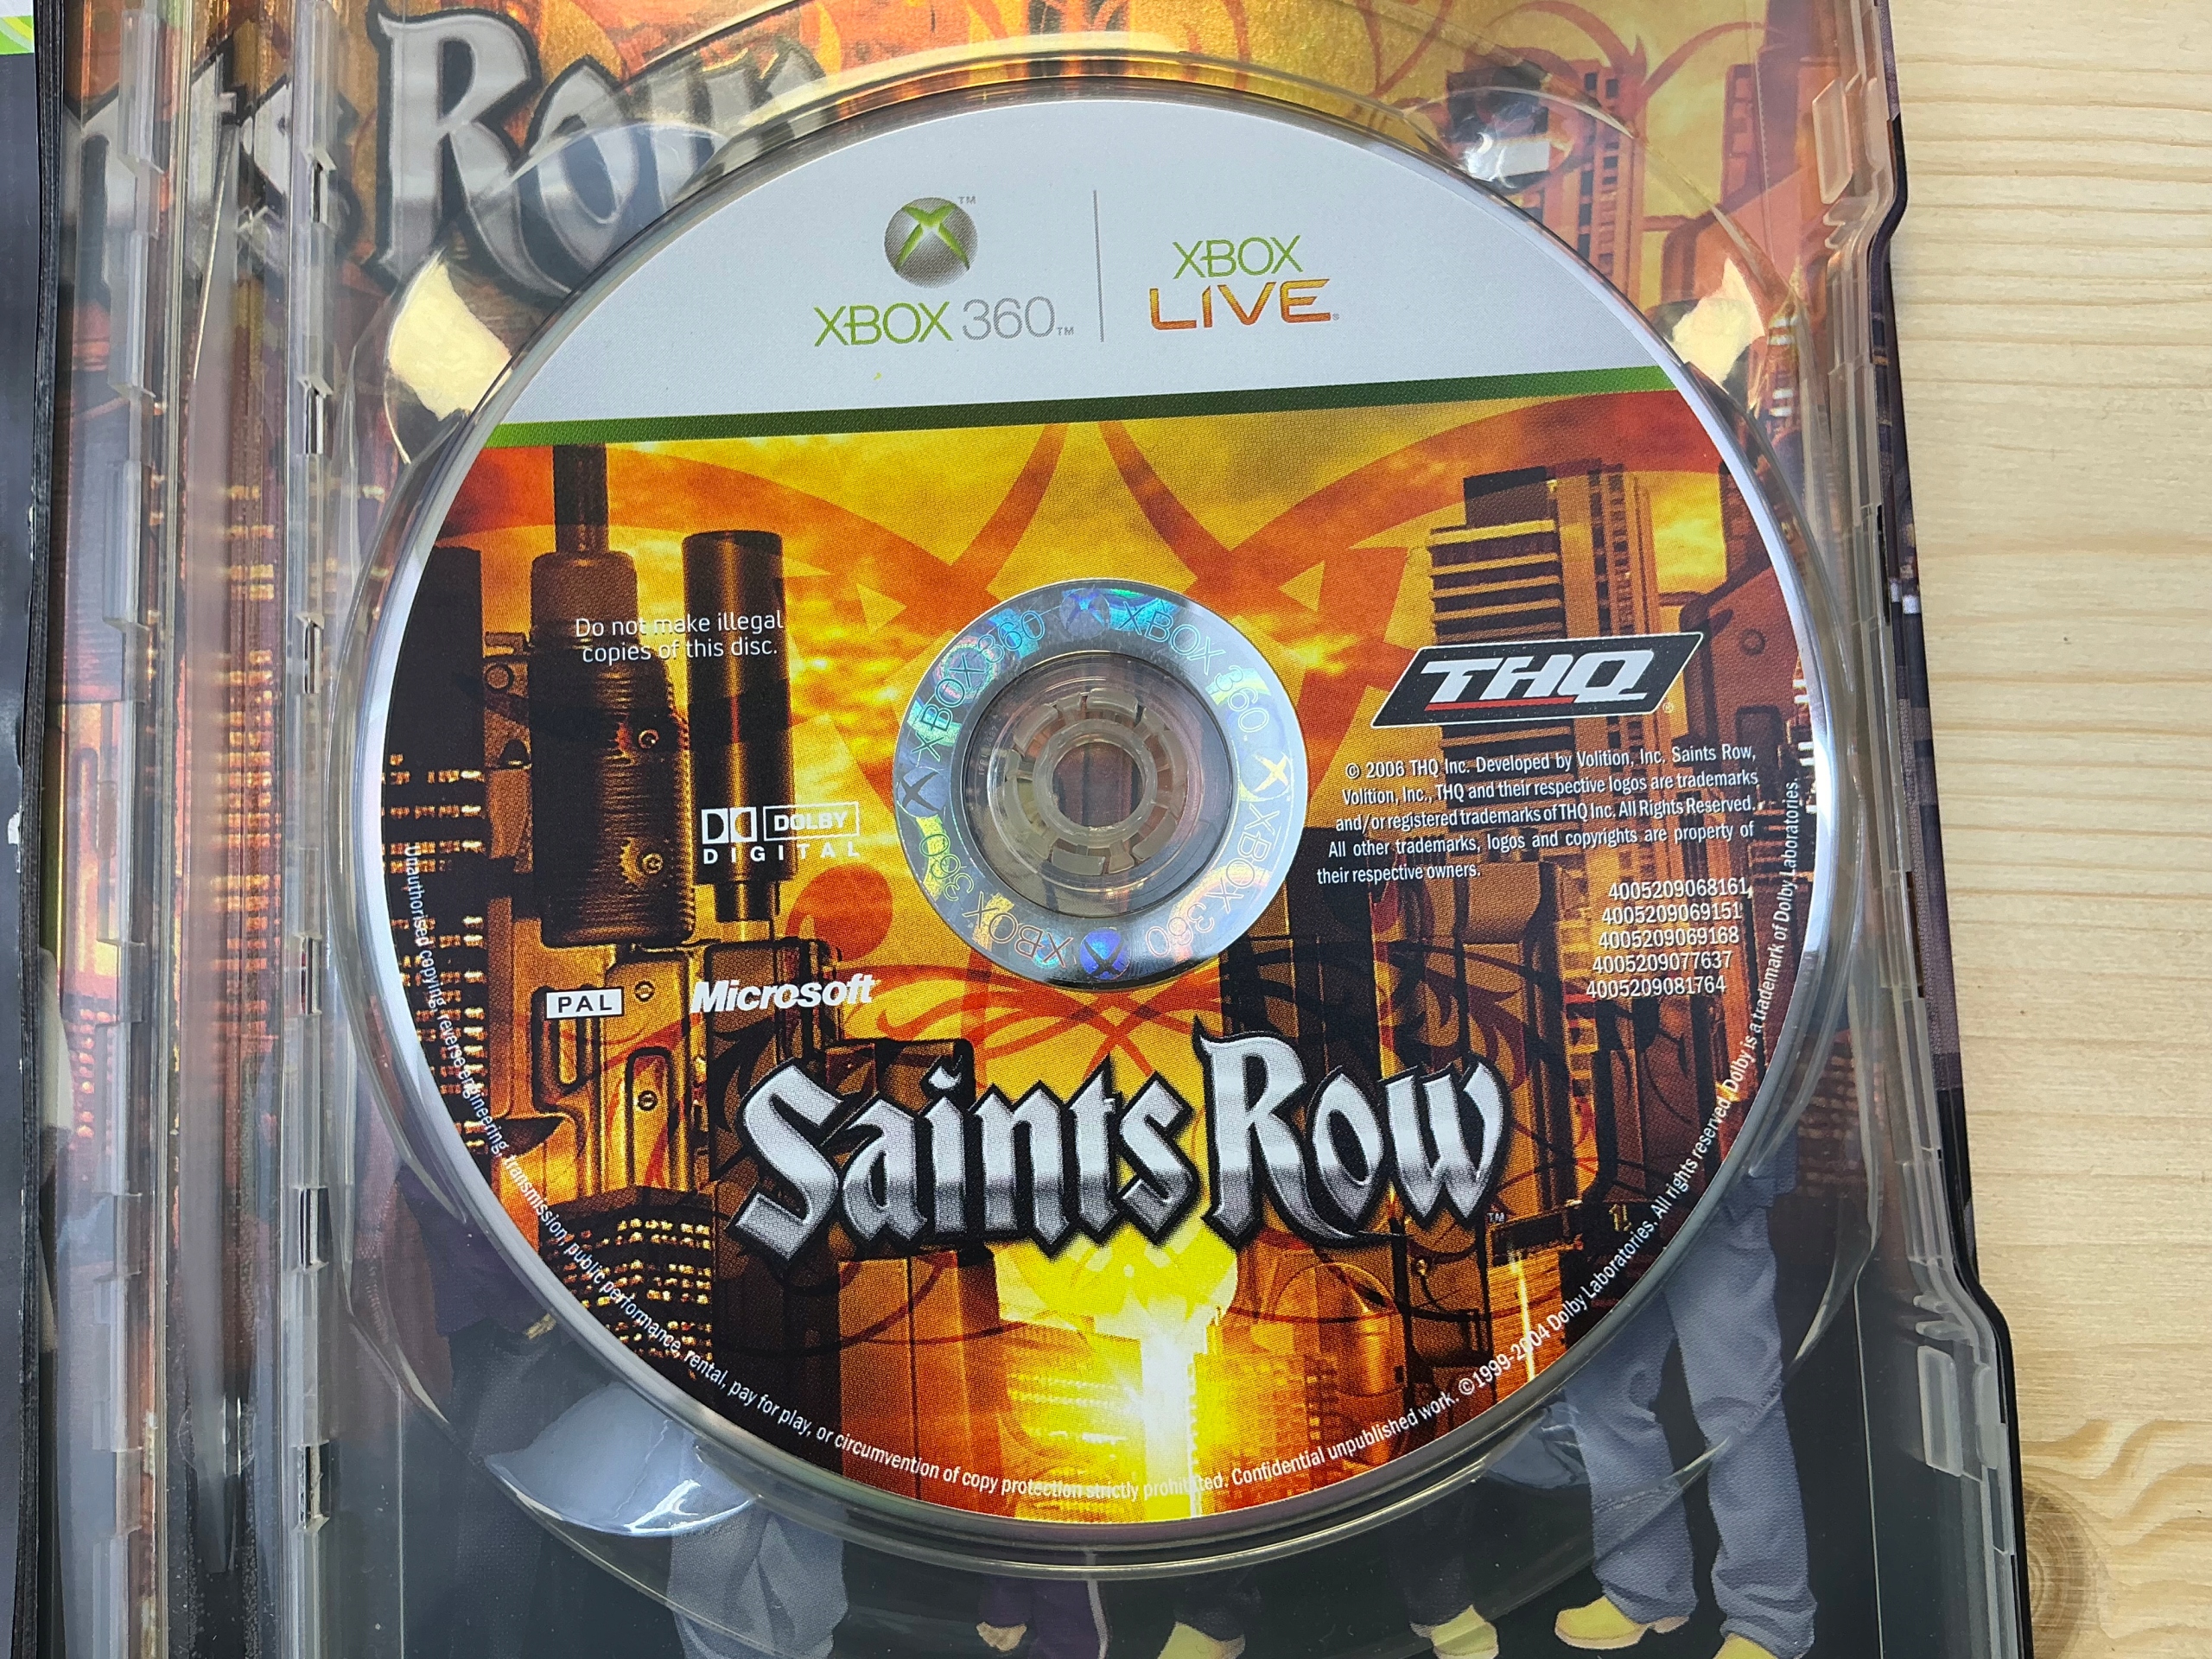 nts Row
™
XBOX 360™
XBOX
LIVE®
Do not make illegal
copies of this disc.
XBOX 360 XBOX 360 XBOX 360 XBOX 360
THQ®
© 2006 THQ Inc. Developed by Volition, Inc. Saints Row,
Volition, Inc., THQ and their respective logos are trademarks
and/or registered trademarks of THQ Inc. All Rights Reserved.
All other trademarks, logos and copyrights are property of
their respective owners.
DOLBY
DIGITAL
4005209068161,
4005209069151
4005209069168
4005209077637
4005209081764
PAL
Microsoft
Saints Row™
Unauthorised copying, reverse engineering, transmission, public performance, rental, pay for play, or circumvention of copy protection strictly prohibited. Confidential unpublished work. ©1999-2004 Dolby Laboratories. All rights reserved. Dolby is a trademark of Dolby Laboratories.